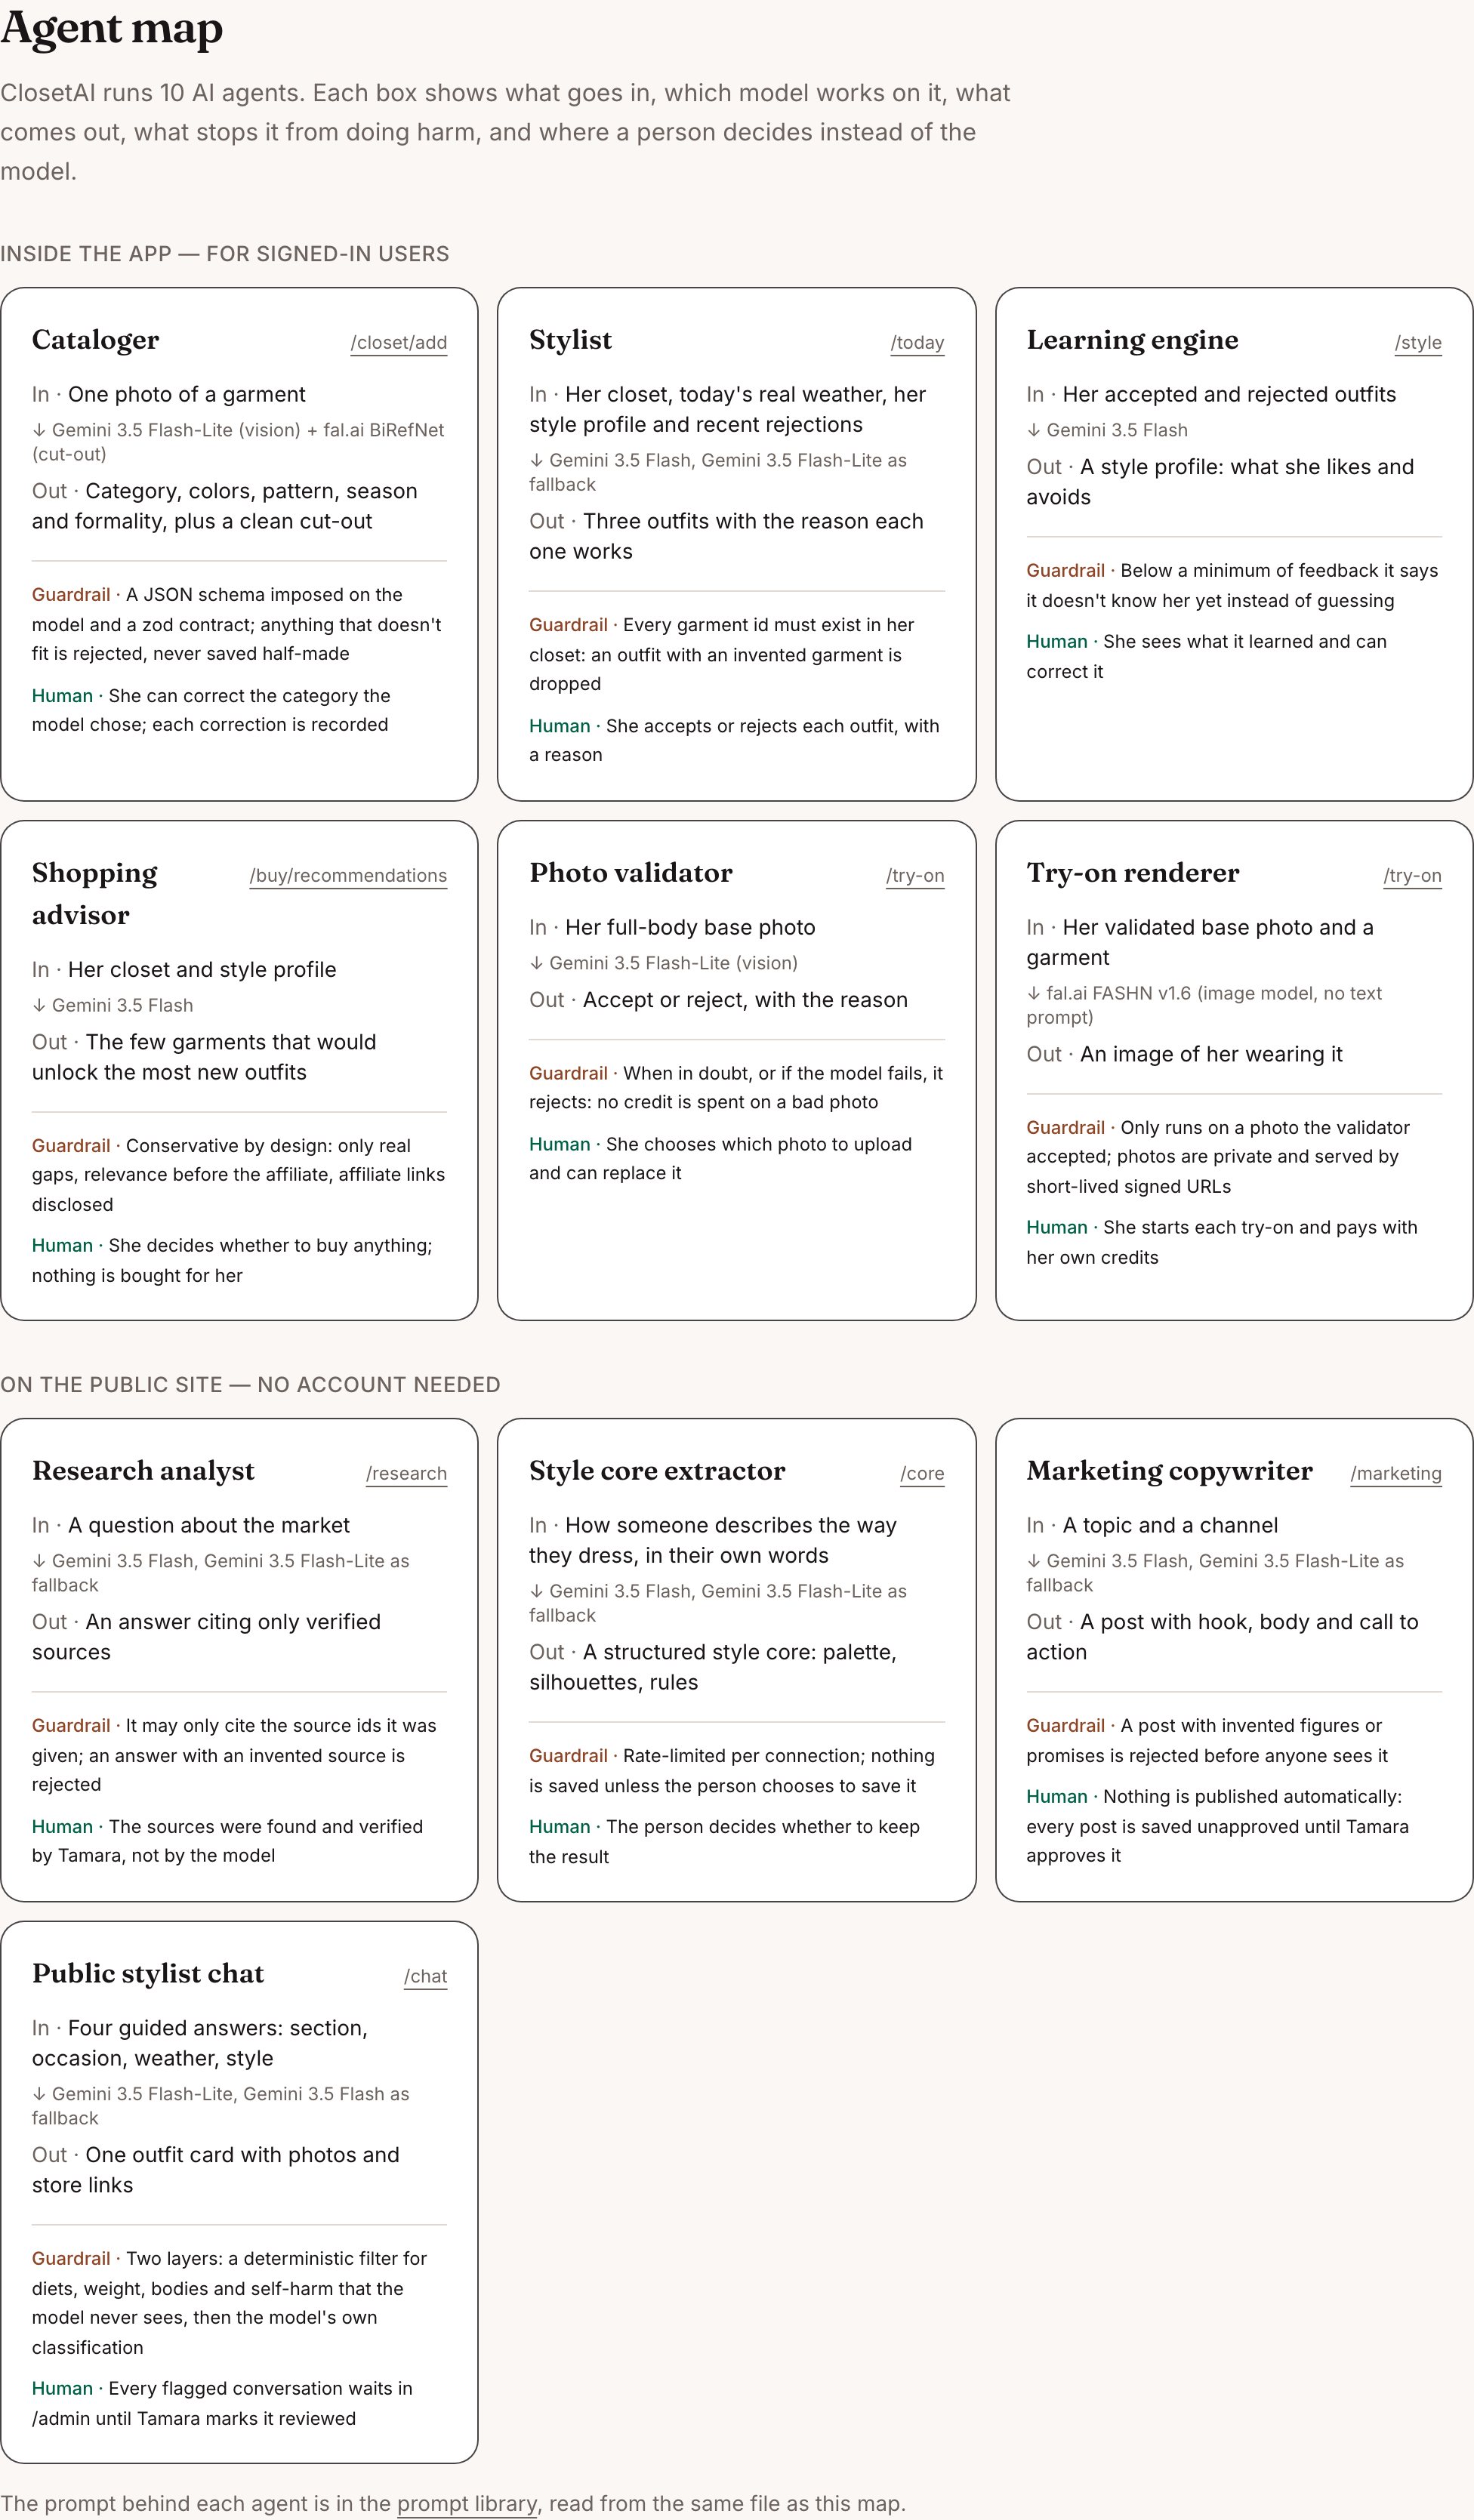 Agent map
ClosetAI runs 10 AI agents. Each box shows what goes in, which model works on it, what
comes out, what stops it from doing harm, and where a person decides instead of the
model.
INSIDE THE APP — FOR SIGNED-IN USERS
Cataloger
/closet/add
In · One photo of a garment
↓ Gemini 3.5 Flash-Lite (vision) + fal.ai BiRefNet
(cut-out)
Out · Category, colors, pattern, season
and formality, plus a clean cut-out
Guardrail · A JSON schema imposed on the
model and a zod contract; anything that doesn't
fit is rejected, never saved half-made
Human · She can correct the category the
model chose; each correction is recorded
Stylist
/today
In · Her closet, today's real weather, her
style profile and recent rejections
↓ Gemini 3.5 Flash, Gemini 3.5 Flash-Lite as
fallback
Out · Three outfits with the reason each
one works
Guardrail · Every garment id must exist in her
closet: an outfit with an invented garment is
dropped
Human · She accepts or rejects each outfit, with
a reason
Learning engine
/style
In · Her accepted and rejected outfits
↓ Gemini 3.5 Flash
Out · A style profile: what she likes and
avoids
Guardrail · Below a minimum of feedback it says
it doesn't know her yet instead of guessing
Human · She sees what it learned and can
correct it
Shopping
advisor
/buy/recommendations
In · Her closet and style profile
↓ Gemini 3.5 Flash
Out · The few garments that would
unlock the most new outfits
Guardrail · Conservative by design: only real
gaps, relevance before the affiliate, affiliate links
disclosed
Human · She decides whether to buy anything;
nothing is bought for her
Photo validator
/try-on
In · Her full-body base photo
↓ Gemini 3.5 Flash-Lite (vision)
Out · Accept or reject, with the reason
Guardrail · When in doubt, or if the model fails, it
rejects: no credit is spent on a bad photo
Human · She chooses which photo to upload
and can replace it
Try-on renderer
/try-on
In · Her validated base photo and a
garment
↓ fal.ai FASHN v1.6 (image model, no text
prompt)
Out · An image of her wearing it
Guardrail · Only runs on a photo the validator
accepted; photos are private and served by
short-lived signed URLs
Human · She starts each try-on and pays with
her own credits
ON THE PUBLIC SITE — NO ACCOUNT NEEDED
Research analyst
/research
In · A question about the market
↓ Gemini 3.5 Flash, Gemini 3.5 Flash-Lite as
fallback
Out · An answer citing only verified
sources
Guardrail · It may only cite the source ids it was
given; an answer with an invented source is
rejected
Human · The sources were found and verified
by Tamara, not by the model
Style core extractor
/core
In · How someone describes the way
they dress, in their own words
↓ Gemini 3.5 Flash, Gemini 3.5 Flash-Lite as
fallback
Out · A structured style core: palette,
silhouettes, rules
Guardrail · Rate-limited per connection; nothing
is saved unless the person chooses to save it
Human · The person decides whether to keep
the result
Marketing copywriter
/marketing
In · A topic and a channel
↓ Gemini 3.5 Flash, Gemini 3.5 Flash-Lite as
fallback
Out · A post with hook, body and call to
action
Guardrail · A post with invented figures or
promises is rejected before anyone sees it
Human · Nothing is published automatically:
every post is saved unapproved until Tamara
approves it
Public stylist chat
/chat
In · Four guided answers: section,
occasion, weather, style
↓ Gemini 3.5 Flash-Lite, Gemini 3.5 Flash as
fallback
Out · One outfit card with photos and
store links
Guardrail · Two layers: a deterministic filter for
diets, weight, bodies and self-harm that the
model never sees, then the model's own
classification
Human · Every flagged conversation waits in
/admin until Tamara marks it reviewed
The prompt behind each agent is in the prompt library, read from the same file as this map.